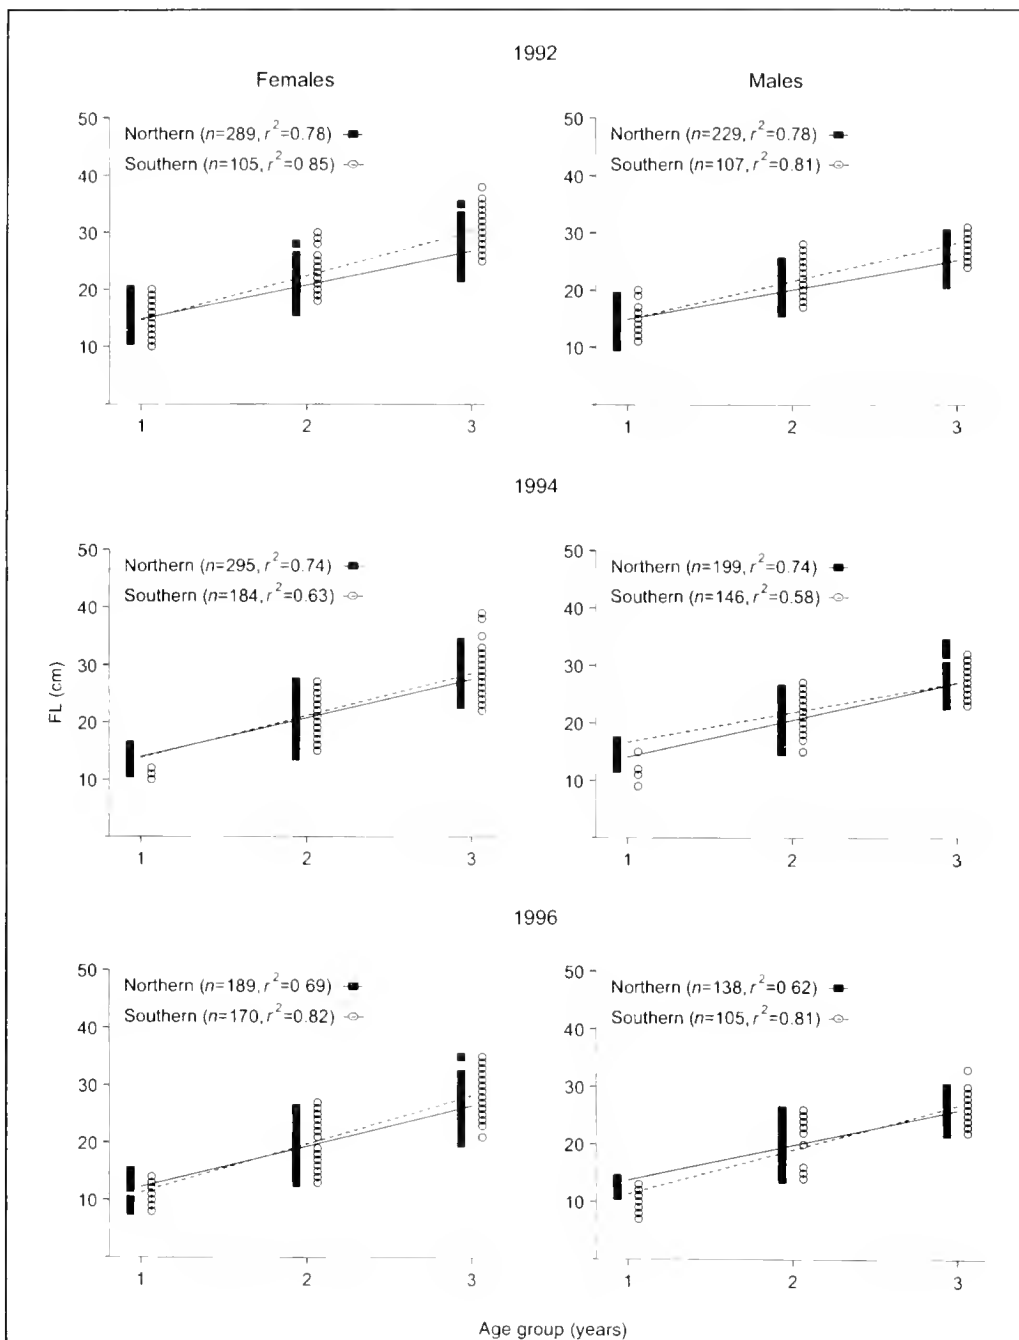 1992
Females
Males
50
Northern (n=289, r²=0.78)
Southern (n=105, r²=0.85)
40
30
20
10
1 2 3
50
Northern (n=229, r²=0.78)
Southern (n=107, r²=0.81)
40
30
20
10
1 2 3
1994
50
Northern (n=295, r²=0.74)
Southern (n=184, r²=0.63)
40
30
20
10
1 2 3
50
Northern (n=199, r²=0.74)
Southern (n=146, r²=0.58)
40
30
20
10
1 2 3
FL (cm)
1996
50
Northern (n=189, r²=0 69)
Southern (n=170, r²=0.82)
40
30
20
10
1 2 3
50
Northern (n=138, r²=0 62)
Southern (n=105, r²=0.81)
40
30
20
10
1 2 3
Age group (years)